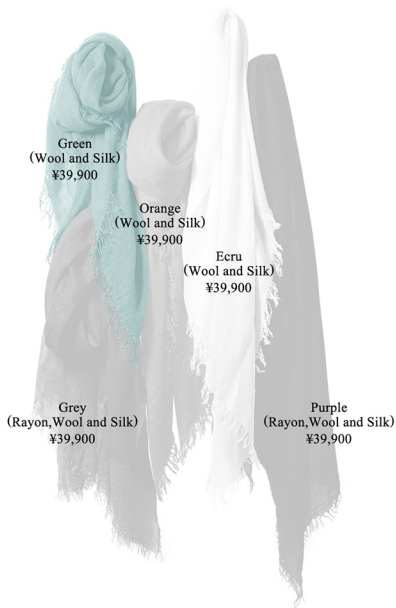 Green
(Wool and Silk)
¥39,900
Orange
(Wool and Silk)
¥39,900
Ecru
(Wool and Silk)
¥39,900
Grey
(Rayon,Wool and Silk)
¥39,900
Purple
(Rayon,Wool and Silk)
¥39,900